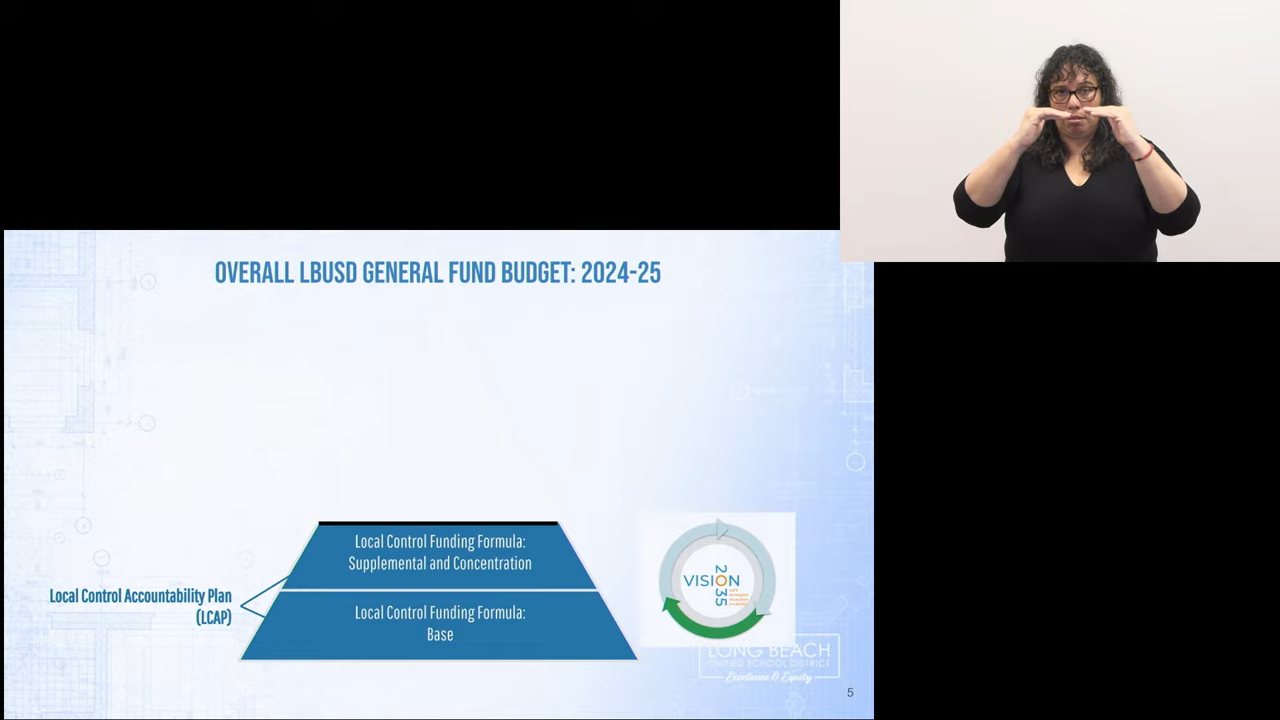 OVERALL LBUSD GENERAL FUND BUDGET: 2024-25
Local Control Funding Formula:
Supplemental and Concentration
Local Control Accountability Plan
(LCAP)
Local Control Funding Formula:
Base
VISION
2035
LONG BEACH
UNIFIED SCHOOL DISTRICT
Excellence & Equity
5